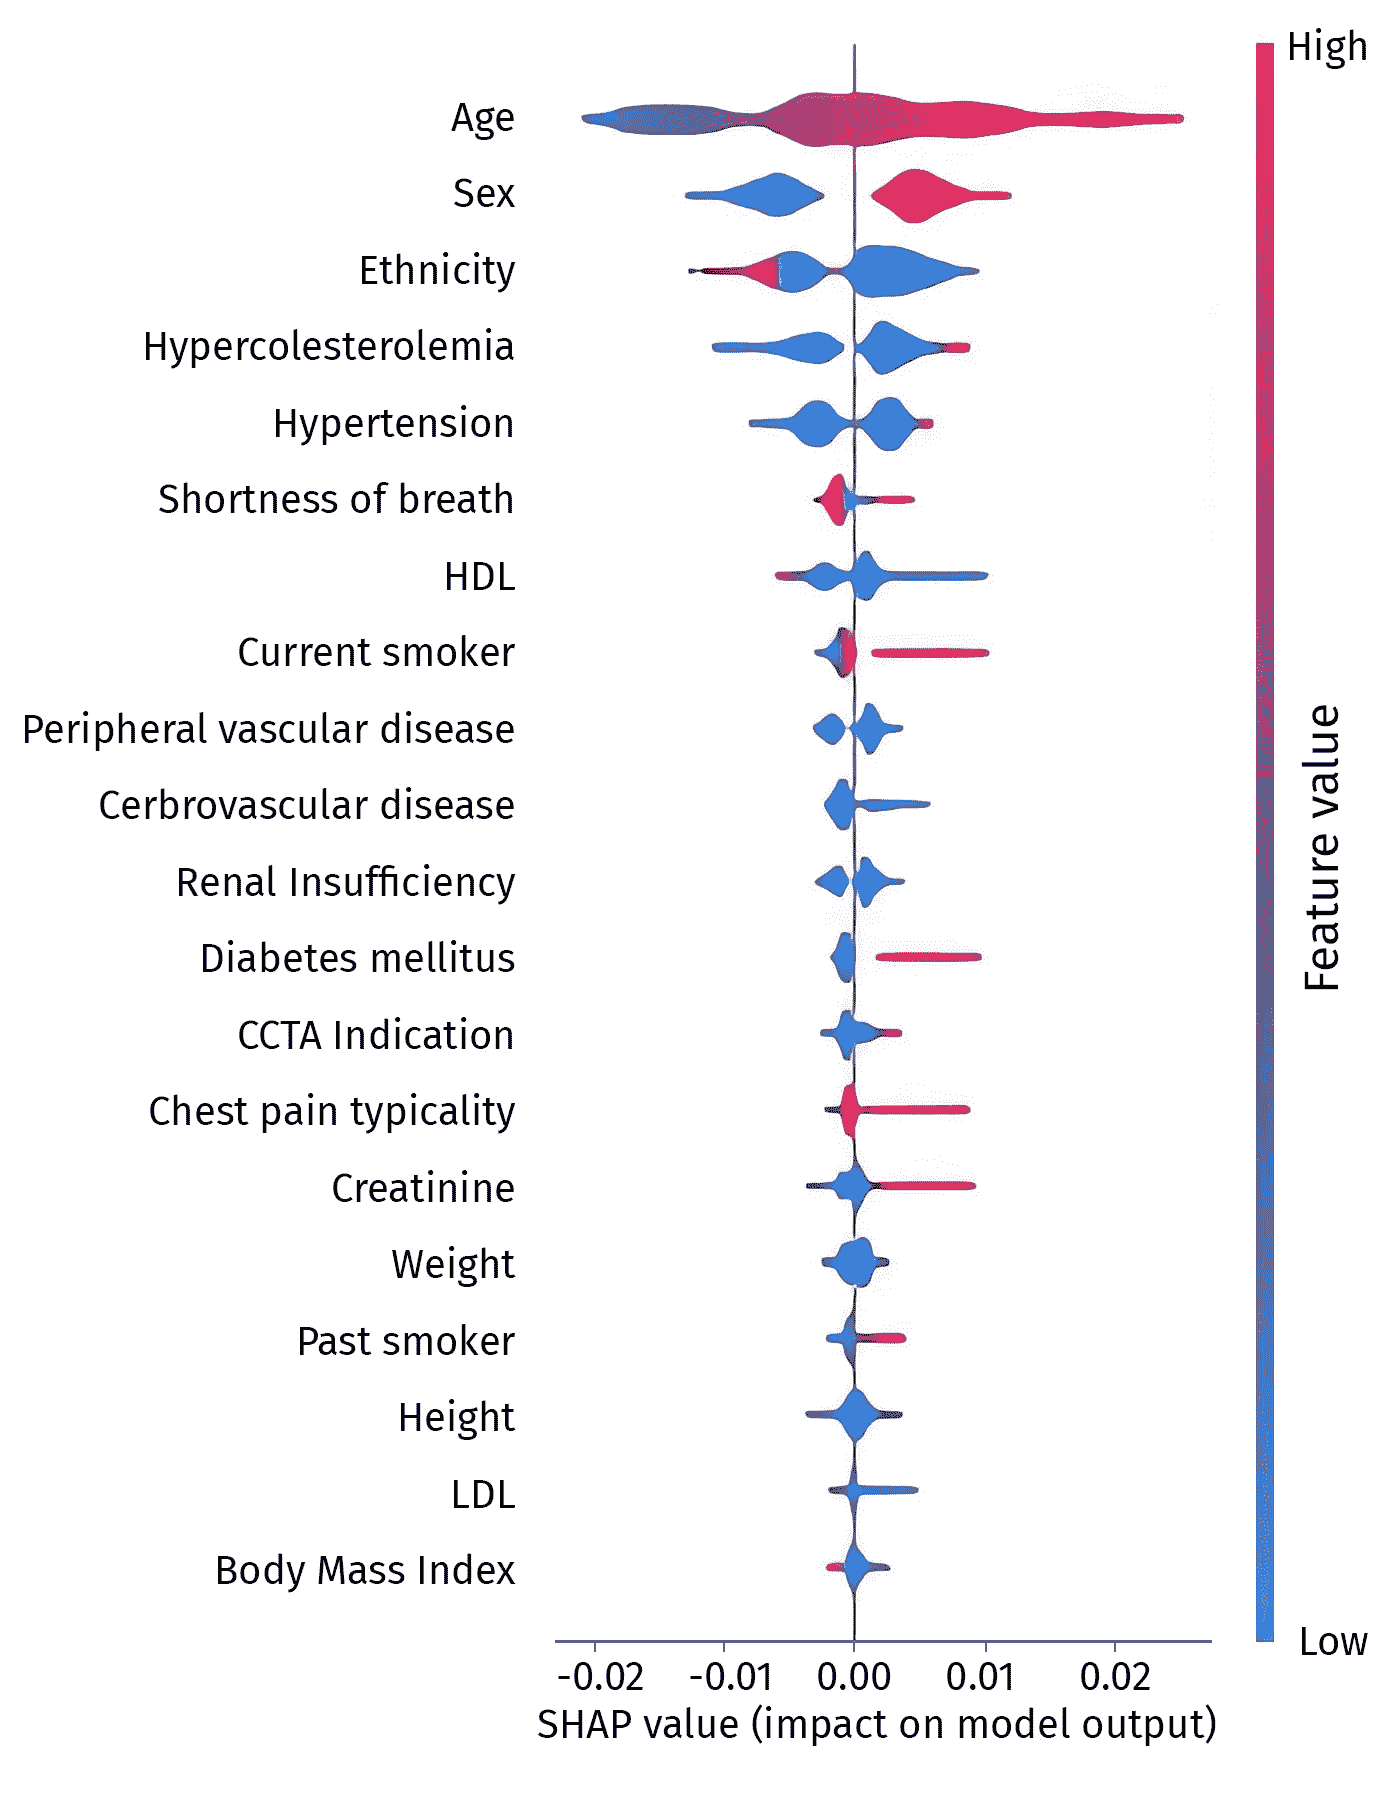 High
Age
Sex
Ethnicity
Hypercolesterolemia
Hypertension
Shortness of breath
HDL
Current smoker
Peripheral vascular disease
Cerbrovascular disease
Renal Insufficiency
Diabetes mellitus
CCTA Indication
Chest pain typicality
Creatinine
Weight
Past smoker
Height
LDL
Body Mass Index
Feature value
Low
-0.02 -0.01 0.00 0.01 0.02
SHAP value (impact on model output)